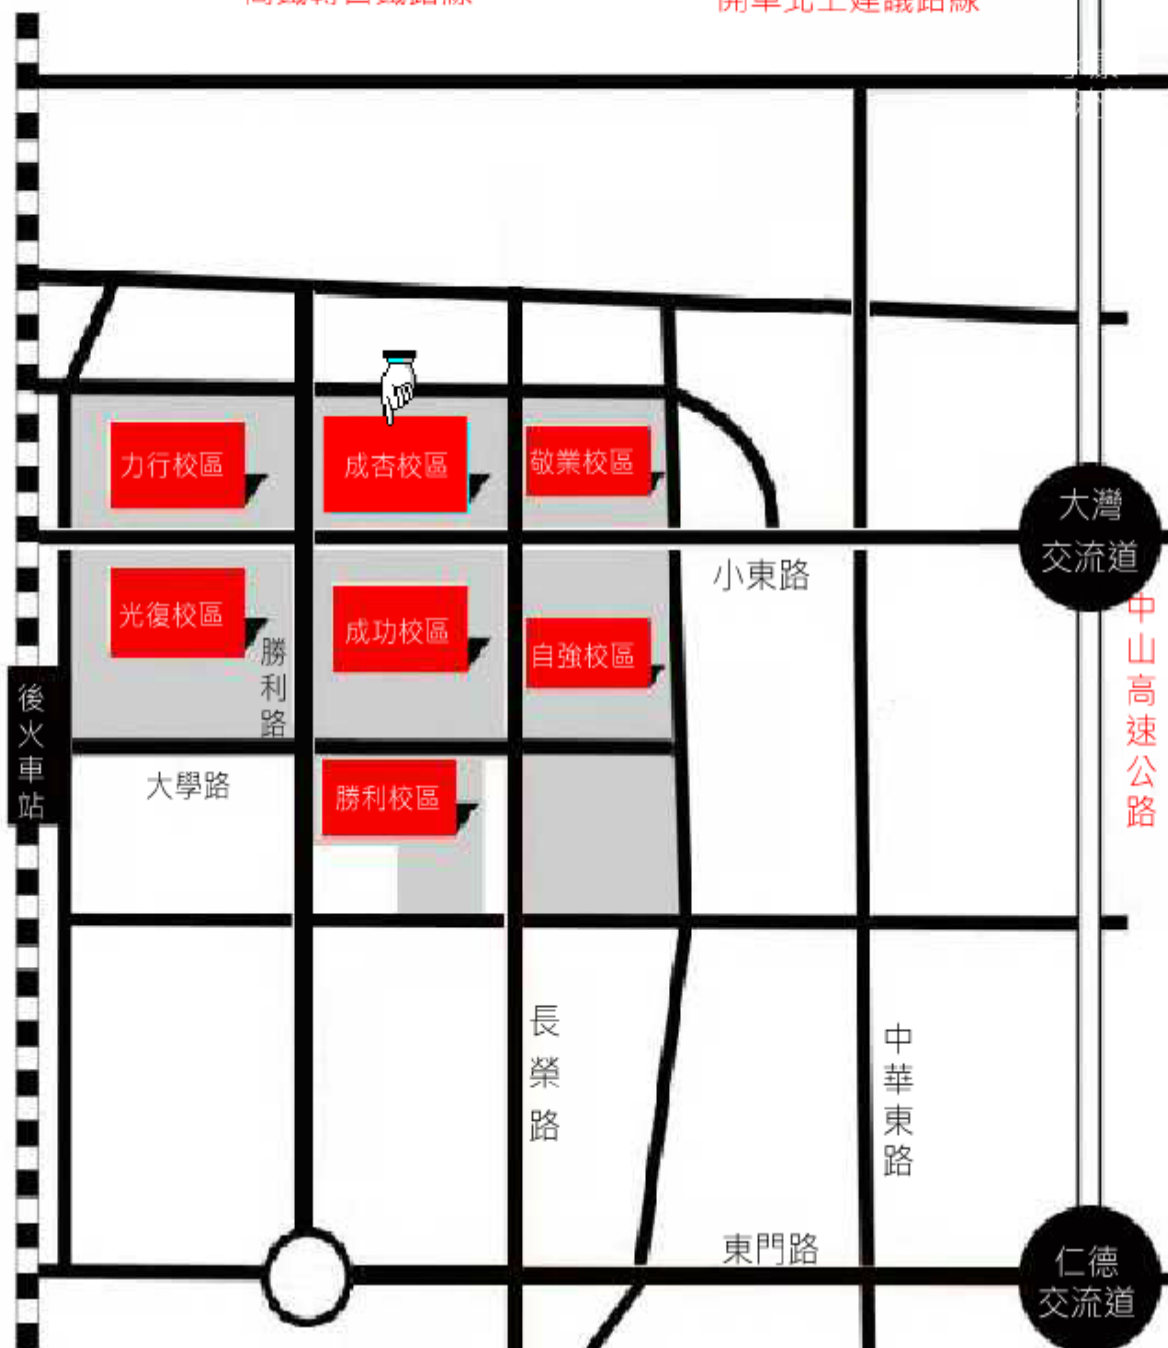 力行校區
成杏校區
敬業校區
大灣
交流道
小東路
光復校區
成功校區
自強校區
中山高速公路
勝利路
後火車站
大學路
勝利校區
長榮路
中華東路
東門路
仁德
交流道